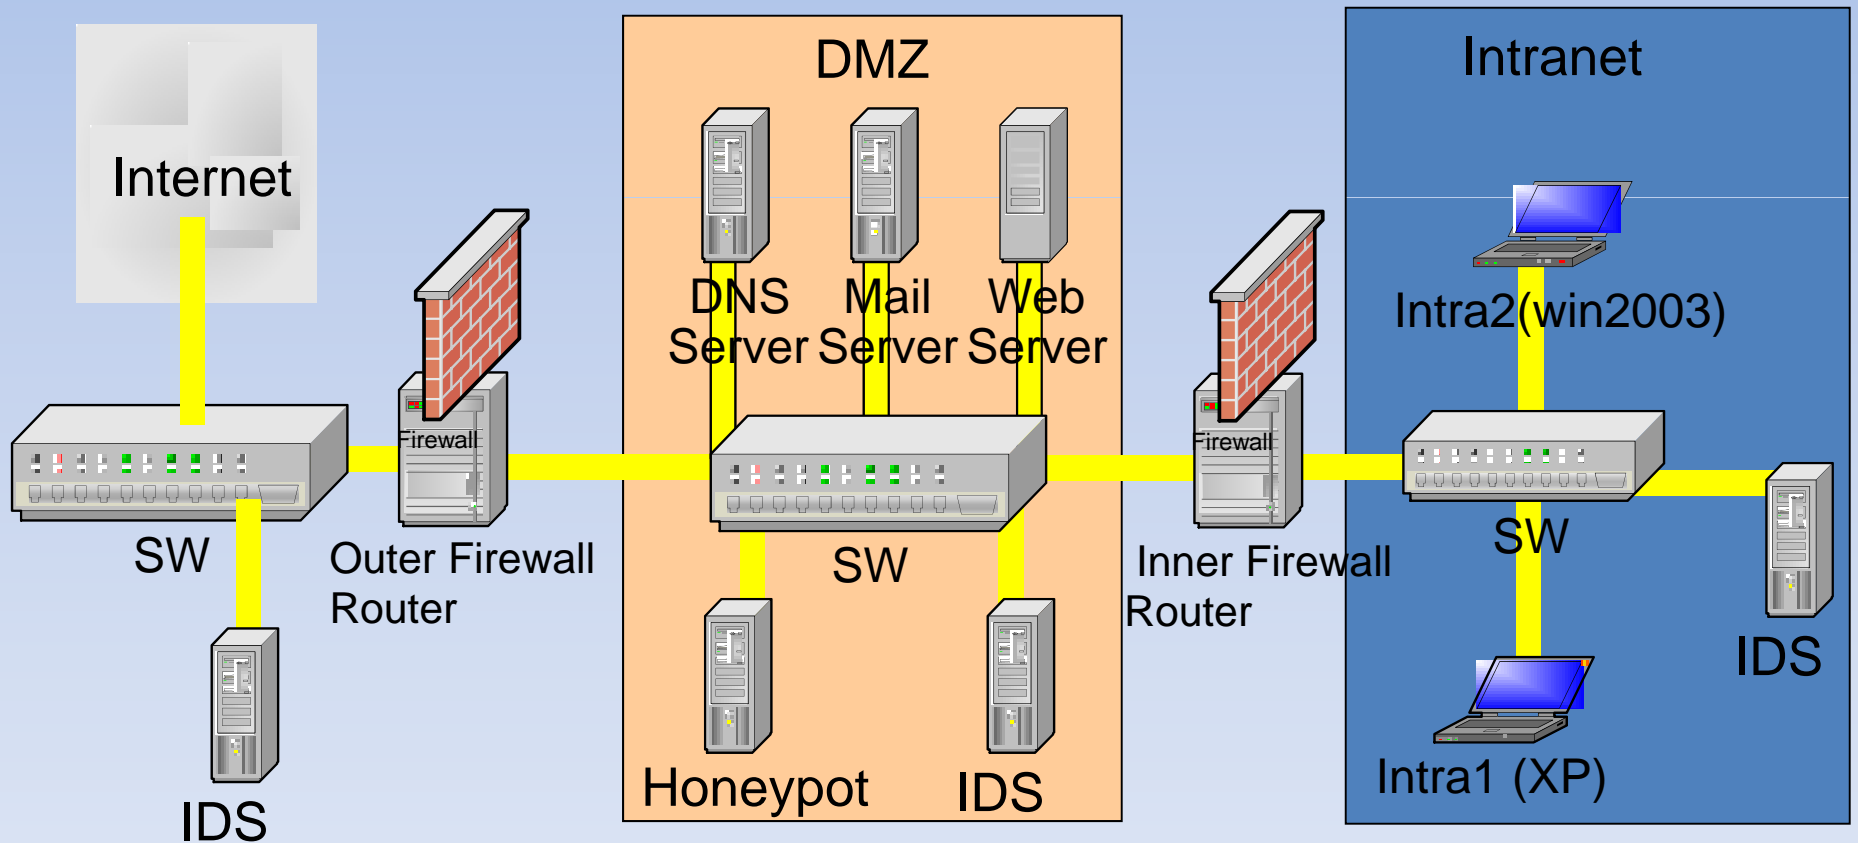 Internet
SW
IDS
Firewall
Outer Firewall
Router
DMZ
DNS
Server
Mail
Server
Web
Server
SW
Honeypot
IDS
Firewall
Inner Firewall
Router
Intranet
Intra2(win2003)
SW
IDS
Intra1 (XP)